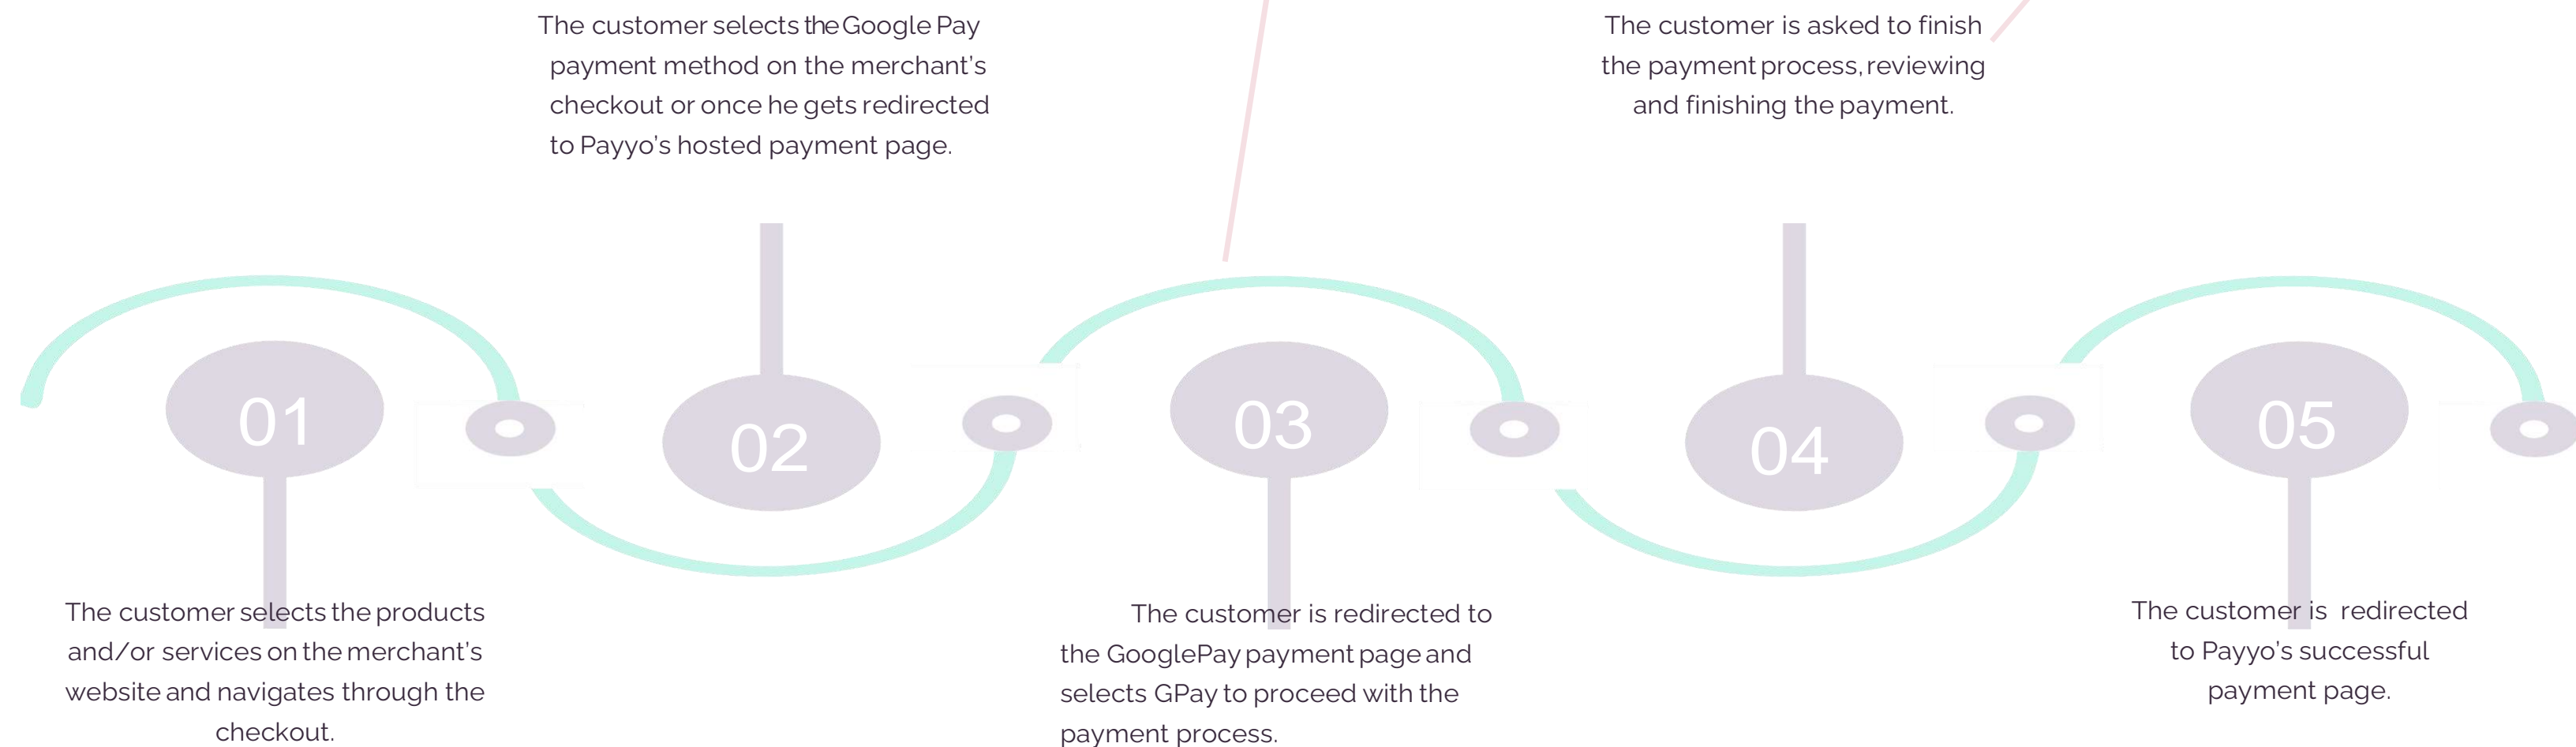 The customer selects the Google Pay
payment method on the merchant’s
checkout or once he gets redirected
to Payyo’s hosted payment page.
The customer is asked to finish
the payment process, reviewing
and finishing the payment.
01
02
03
04
05
The customer selects the products
and/or services on the merchant’s
website and navigates through the
checkout.
The customer is redirected to
the GooglePay payment page and
selects GPay to proceed with the
payment process.
The customer is redirected
to Payyo’s successful
payment page.